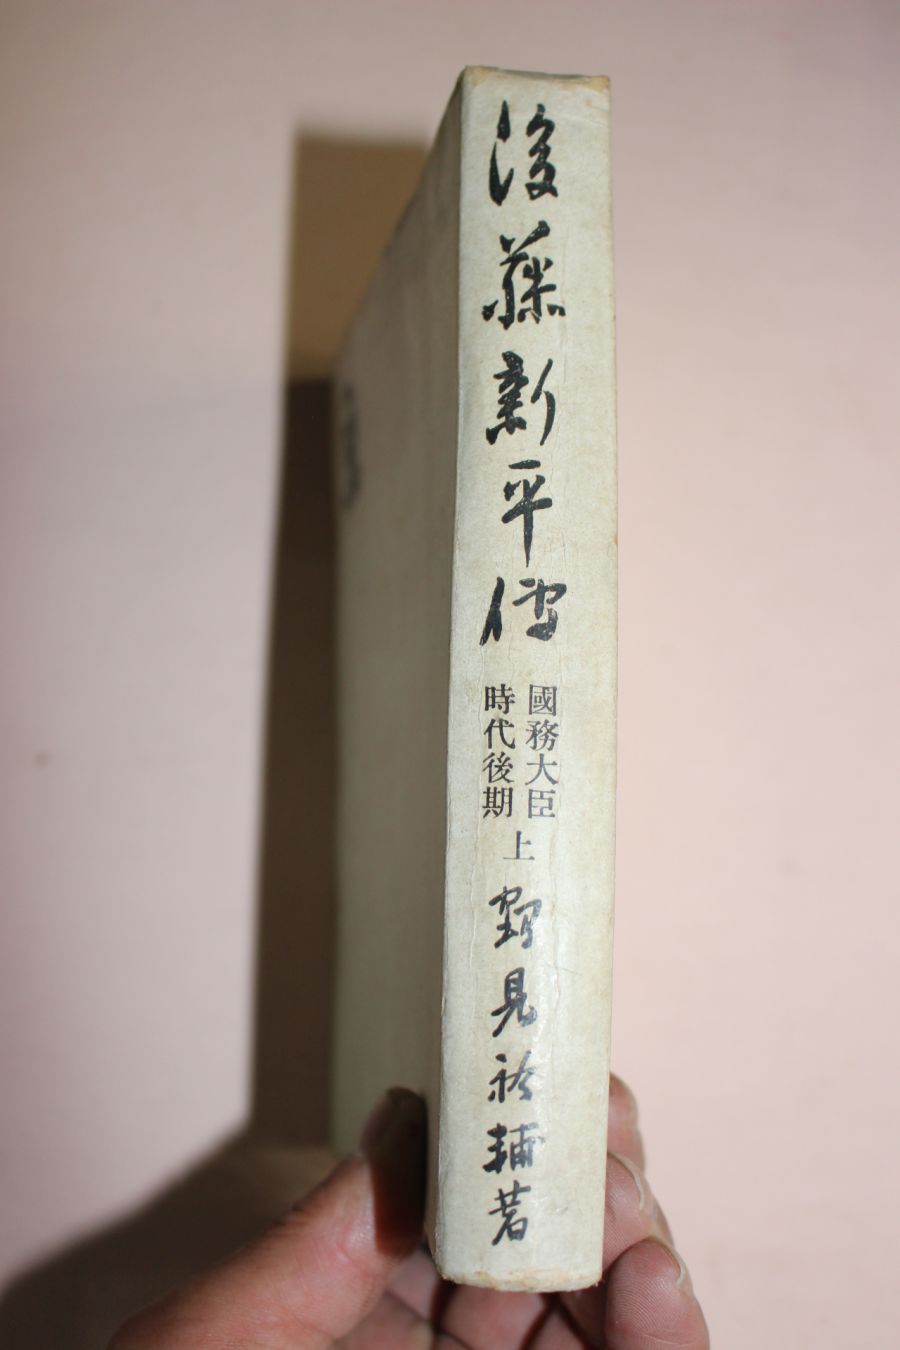 後藤新平傳
國務大臣
時代後期
上
鶴見祐輔著